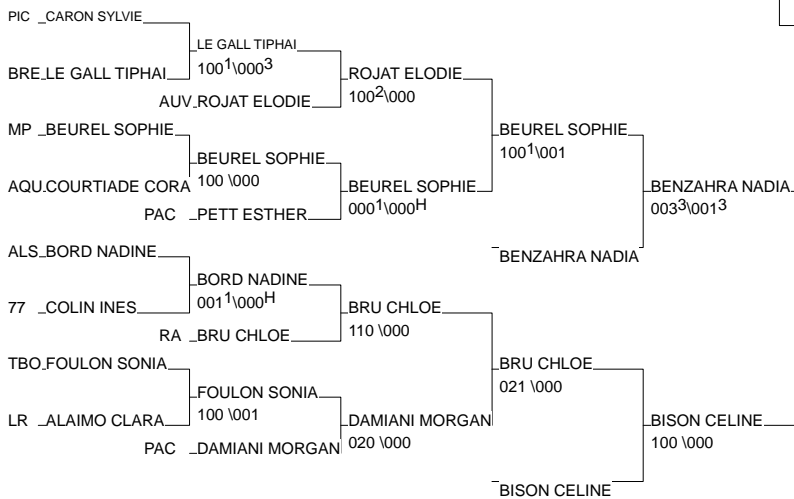 PIC CARON SYLVIE
LE GALL TIPHAI
100¹\000³
BRE LE GALL TIPHAI
ROJAT ELODIE
100²\000
AUV ROJAT ELODIE
MP BEUREL SOPHIE
BEUREL SOPHIE
100¹\001
BEUREL SOPHIE
100 \000
AQU COURTIADE CORA
BEUREL SOPHIE
000¹\000H
BENZAHRA NADIA
003³\001³
PAC PETT ESTHER
ALS BORD NADINE
BENZAHRA NADIA
BORD NADINE
001¹\000H
77 COLIN INES
BRU CHLOE
110 \000
RA BRU CHLOE
TBO FOULON SONIA
BRU CHLOE
021 \000
FOULON SONIA
100 \001
LR ALAIMO CLARA
DAMIANI MORGAN
020 \000
BISON CELINE
100 \000
PAC DAMIANI MORGAN
BISON CELINE